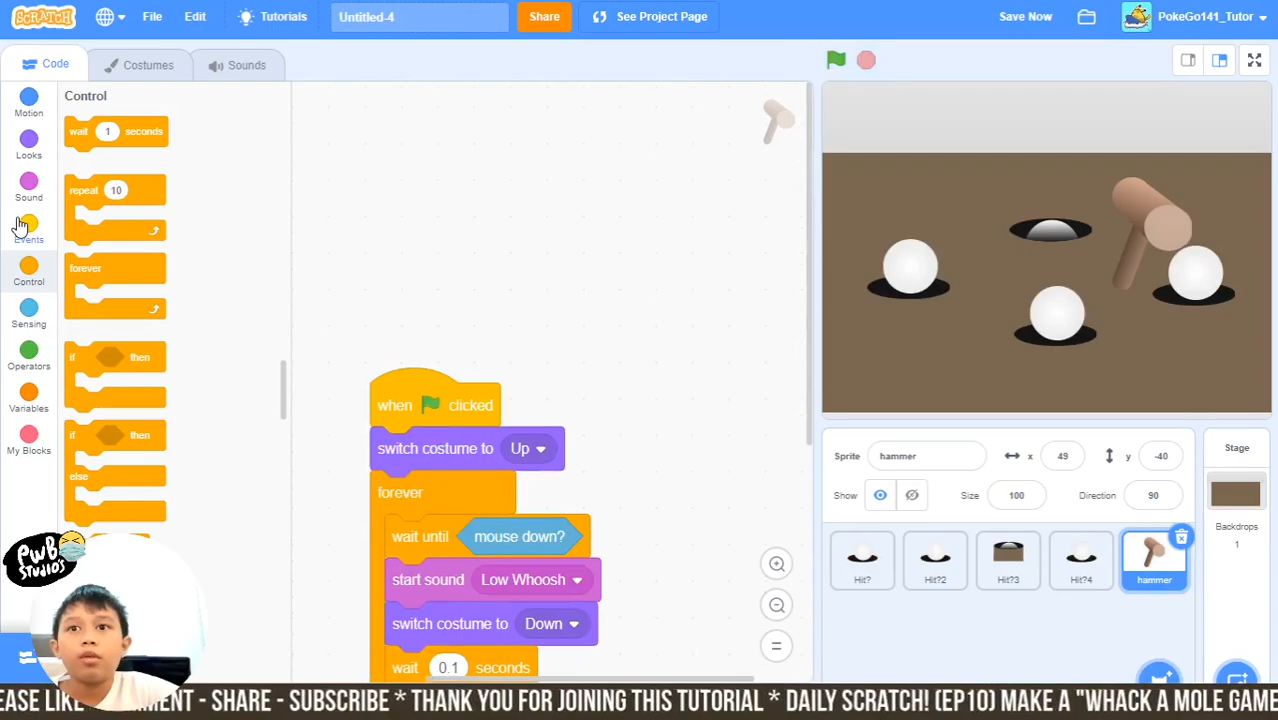 SCRATCH File Edit Tutorials Untitled-4 Share See Project Page Save Now PokeGo141_Tutor
Code Costumes Sounds
Motion
Looks
Sound
Events
Control
Sensing
Operators
Variables
My Blocks
Control
wait 1 seconds
repeat 10
forever
if then
if then
else
when clicked
switch costume to Up
forever
wait until mouse down?
start sound Low Whoosh
switch costume to Down
wait 0.1 seconds
Sprite hammer x 49 y -40
Show Size 100 Direction 90
Hit? Hit?2 Hit?3 Hit?4 hammer
Stage
Backdrops
1
PWB
STUDIO'S
EASE LIKE MMENT - SHARE - SUBSCRIBE * THANK YOU FOR JOINING THIS TUTORIAL * DAILY SCRATCH! (EP10) MAKE A "WHACK A MOLE GAME